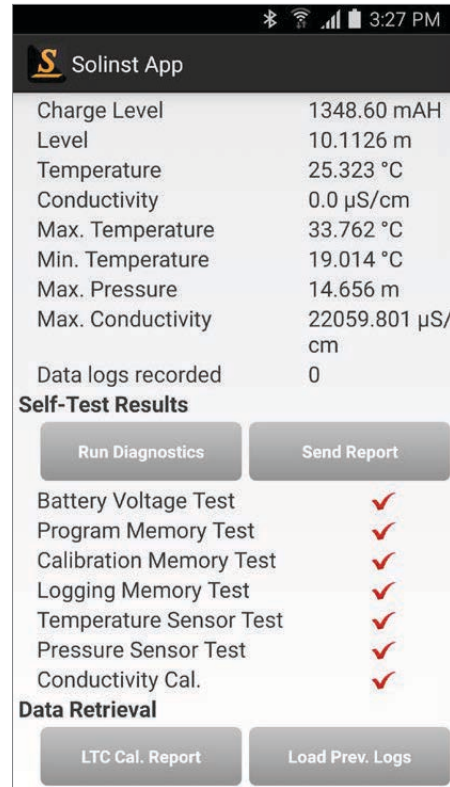 3:27 PM
S Solinst App
Charge Level 1348.60 mAH
Level 10.1126 m
Temperature 25.323 °C
Conductivity 0.0 µS/cm
Max. Temperature 33.762 °C
Min. Temperature 19.014 °C
Max. Pressure 14.656 m
Max. Conductivity 22059.801 µS/
cm
Data logs recorded 0
Self-Test Results
Run Diagnostics Send Report
Battery Voltage Test
Program Memory Test
Calibration Memory Test
Logging Memory Test
Temperature Sensor Test
Pressure Sensor Test
Conductivity Cal.
Data Retrieval
LTC Cal. Report Load Prev. Logs